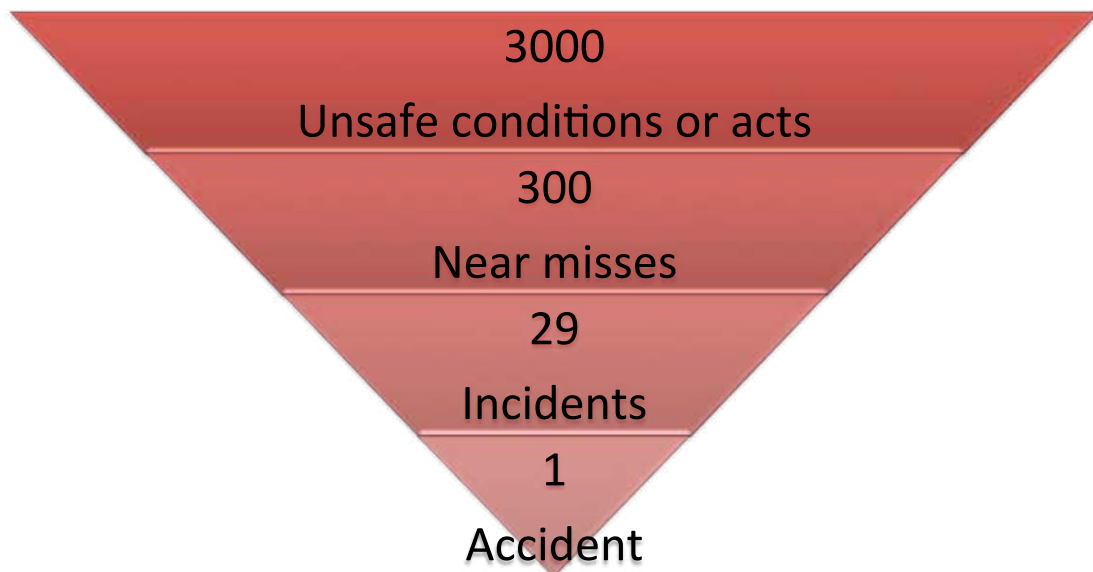 3000
Unsafe conditions or acts
300
Near misses
29
Incidents
1
Accident